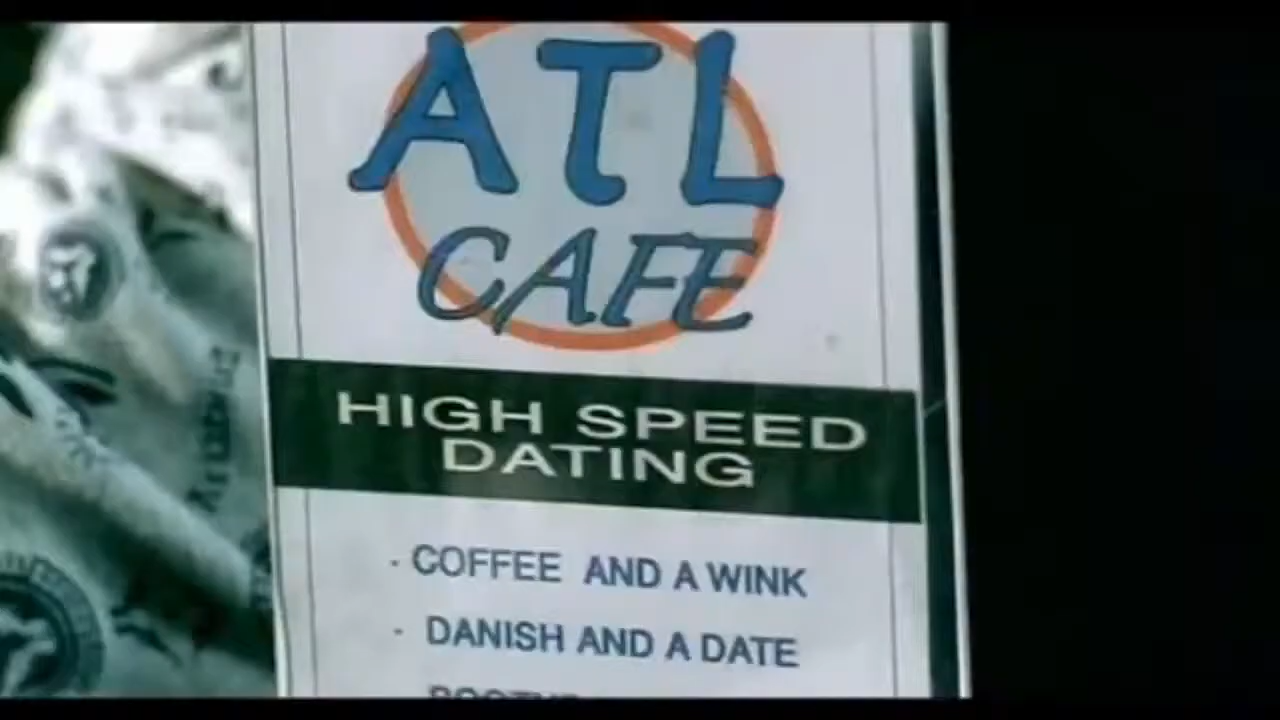 ATL
CAFE
HIGH SPEED
DATING
- COFFEE AND A WINK
- DANISH AND A DATE